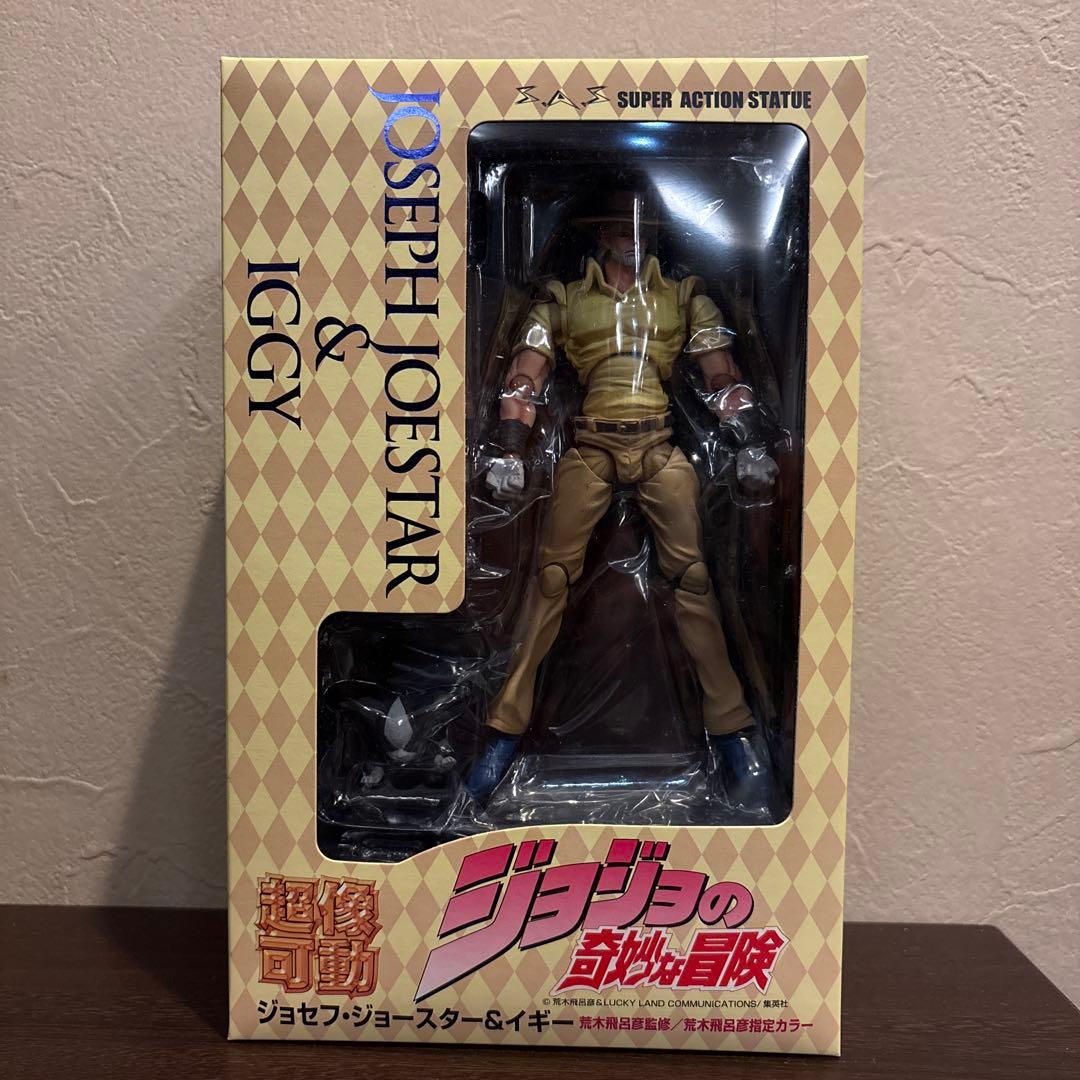 S.A.S SUPER ACTION STATUE
JOSEPH JOESTAR
&
IGGY
超像
可動
ジョジョの
奇妙な冒険
© 荒木飛呂彦&LUCKY LAND COMMUNICATIONS/集英社
ジョセフ・ジョースター&イギー 荒木飛呂彦監修/荒木飛呂彦指定カラー